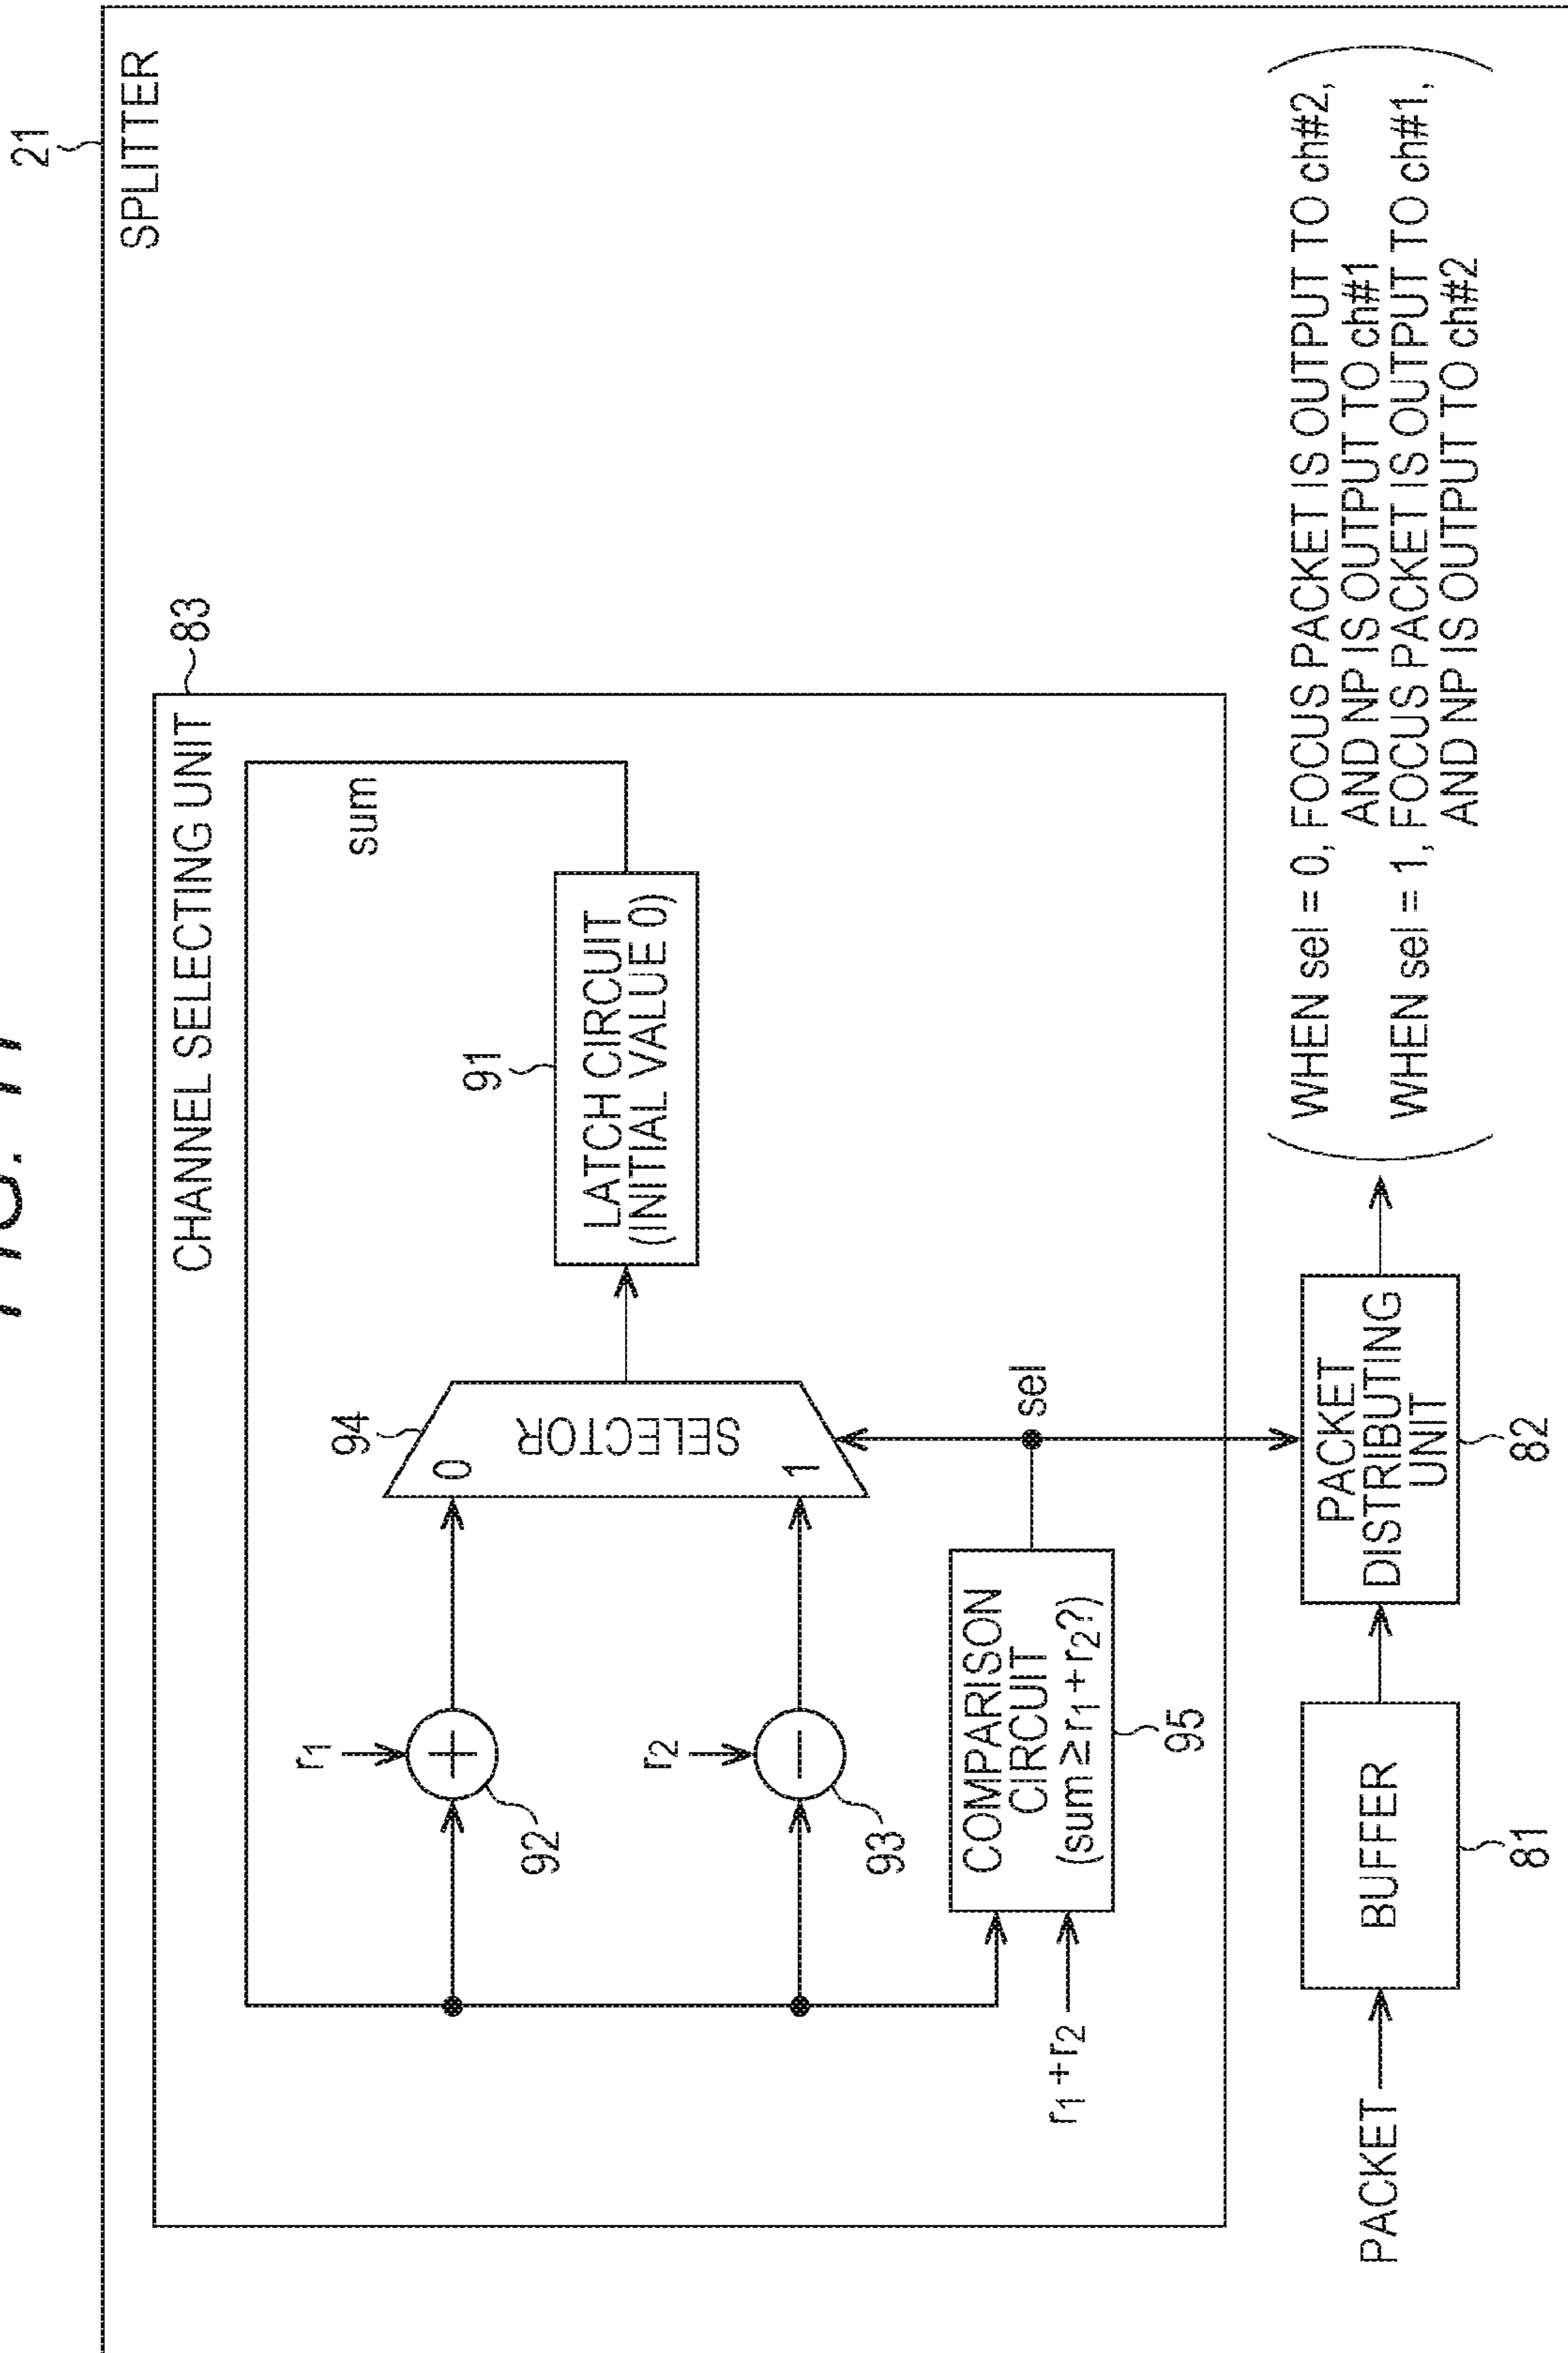 21
SPLITTER
CHANNEL SELECTING UNIT
83
sum
91
LATCH CIRCUIT
(INITIAL VALUE 0)
94
SELECTOR
0
1
r1
92
r2
93
sel
COMPARISON
CIRCUIT
(sum ≥ r1 + r2?)
95
r1 + r2
PACKET
BUFFER
81
PACKET
DISTRIBUTING
UNIT
82
WHEN sel = 0, FOCUS PACKET IS OUTPUT TO ch#2,
AND NP IS OUTPUT TO ch#1
WHEN sel = 1, FOCUS PACKET IS OUTPUT TO ch#1,
AND NP IS OUTPUT TO ch#2